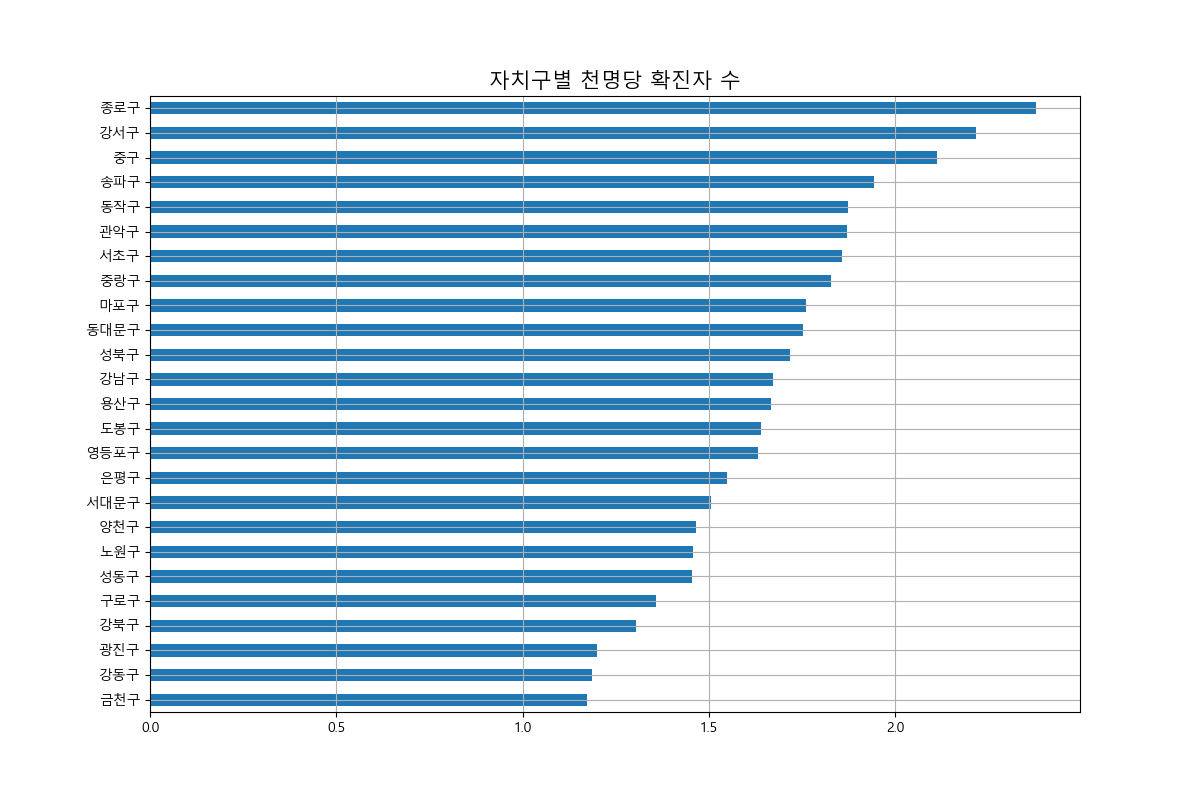 자치구별 천명당 확진자 수
종로구
강서구
중구
송파구
동작구
관악구
서초구
중랑구
마포구
동대문구
성북구
강남구
용산구
도봉구
영등포구
은평구
서대문구
양천구
노원구
성동구
구로구
강북구
광진구
강동구
금천구
0.0 0.5 1.0 1.5 2.0